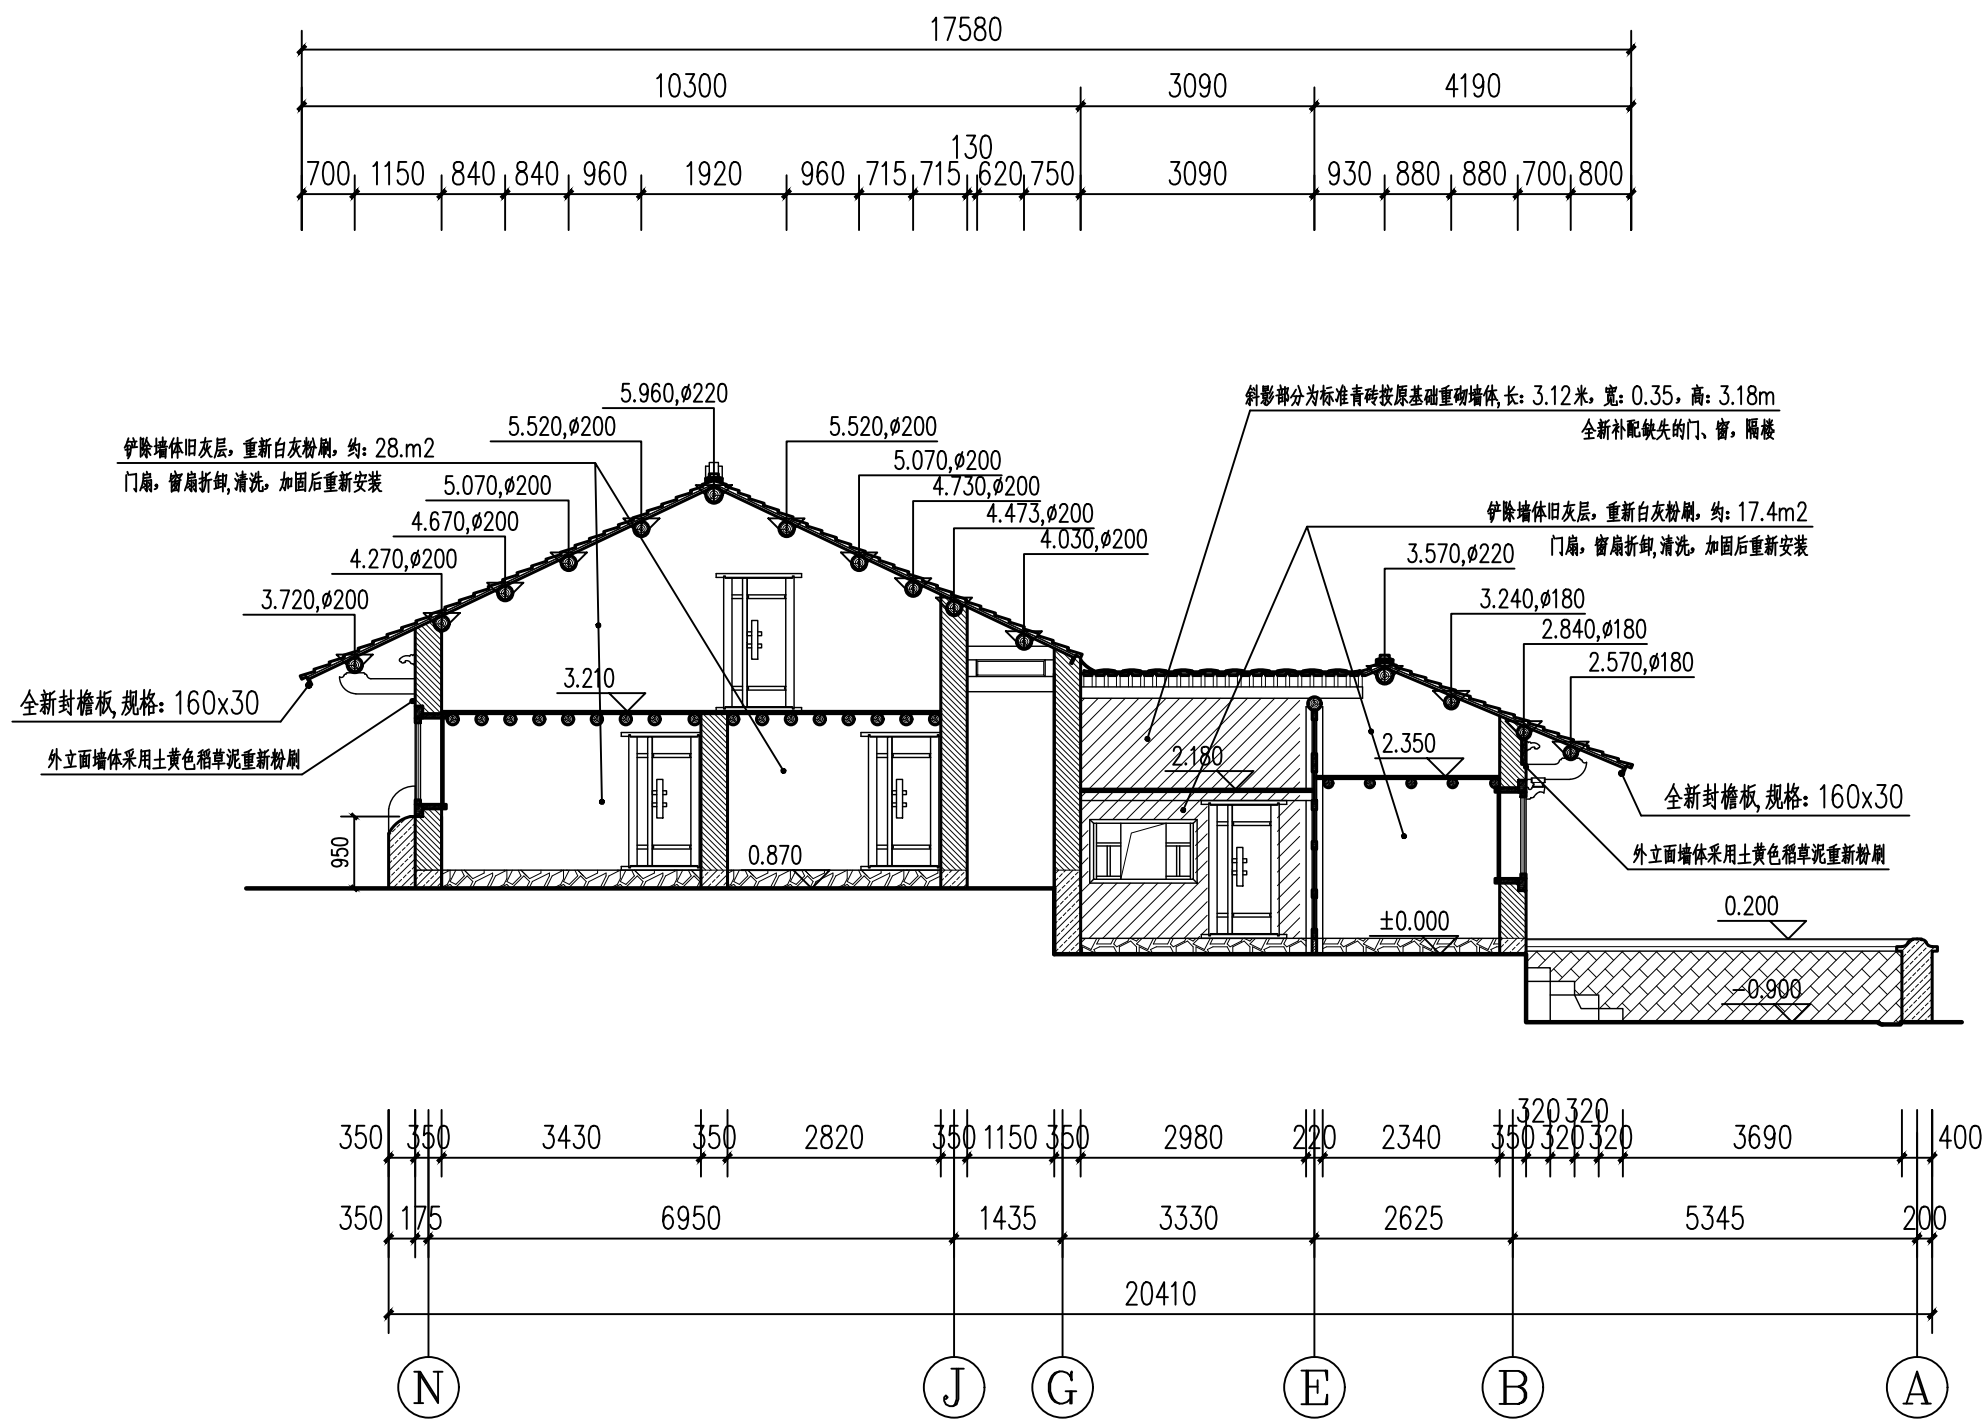 17580
10300 3090 4190
130
700 1150 840 840 960 1920 960 715 715 620 750 3090 930 880 880 700 800
5.960,ø220
斜影部分为标准青砖按原基础重砌墙体,长：3.12米，宽：0.35，高：3.18m
5.520,ø200 5.520,ø200
全新补配缺失的门、窗，隔楼
铲除墙体旧灰层，重新白灰粉刷，约：28.m2
5.070,ø200
门扇，窗扇折卸,清洗，加固后重新安装
5.070,ø200 4.730,ø200
4.670,ø200 4.473,ø200
铲除墙体旧灰层，重新白灰粉刷，约：17.4m2
4.030,ø200
门扇，窗扇折卸,清洗，加固后重新安装
4.270,ø200 3.570,ø220
3.720,ø200 3.240,ø180
2.840,ø180
2.570,ø180
3.210
全新封檐板,规格：160x30
2.180 2.350
外立面墙体采用土黄色稻草泥重新粉刷
全新封檐板,规格：160x30
950
0.870
外立面墙体采用土黄色稻草泥重新粉刷
±0.000
0.200
-0.900
320 320
350 350 3430 350 2820 350 1150 350 2980 220 2340 350 320 320 3690 400
350 175 6950 1435 3330 2625 5345 200
20410
N J G E B A